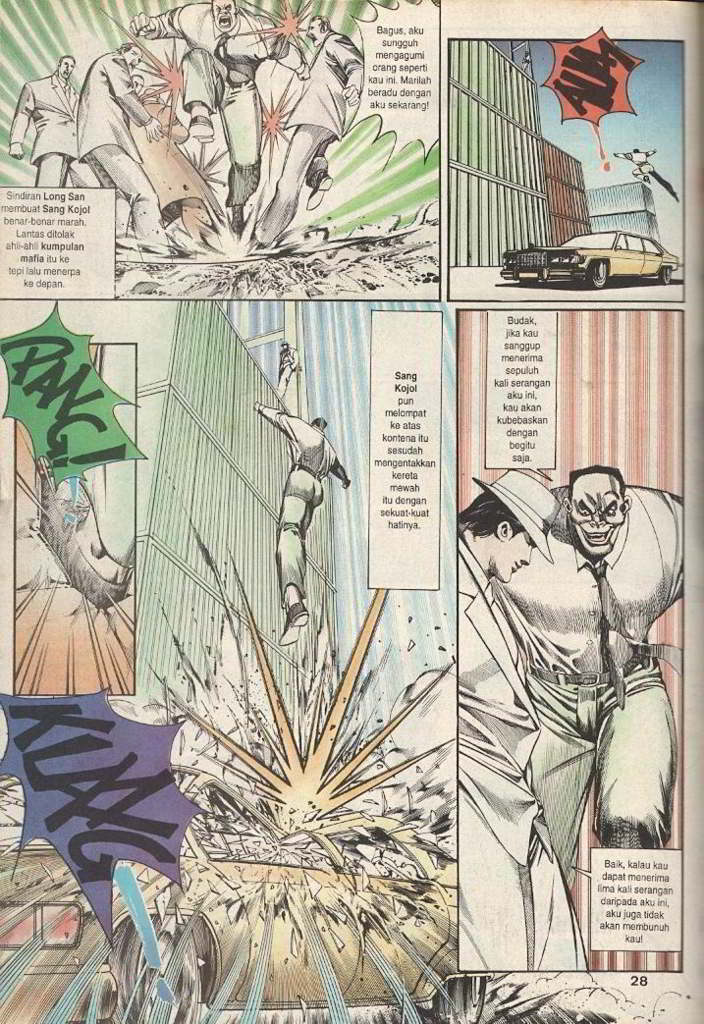 Bagus, aku
sungguh
mengagumi
orang seperti
kau ini. Marilah
beradu dengan
aku sekarang!
Sindiran Long San
membuat Sang Kojol
benar-benar marah.
Lantas ditolak
ahli-ahli kumpulan
mafia itu ke
tepi lalu menerpa
ke depan.
PANG!
Sang
Kojol
pun
melompat
ke atas
kontena itu
sesudah
mengentakkan
kereta
mewah
itu dengan
sekuat-kuat
hatinya.
KUNG
Budak,
jika kau
sanggup
menerima
sepuluh
kali serangan
aku ini,
kau akan
kubebaskan
dengan
begitu
saja.
Baik, kalau kau
dapat menerima
lima kali serangan
daripada aku ini,
aku juga tidak
akan membunuh
kau!
28